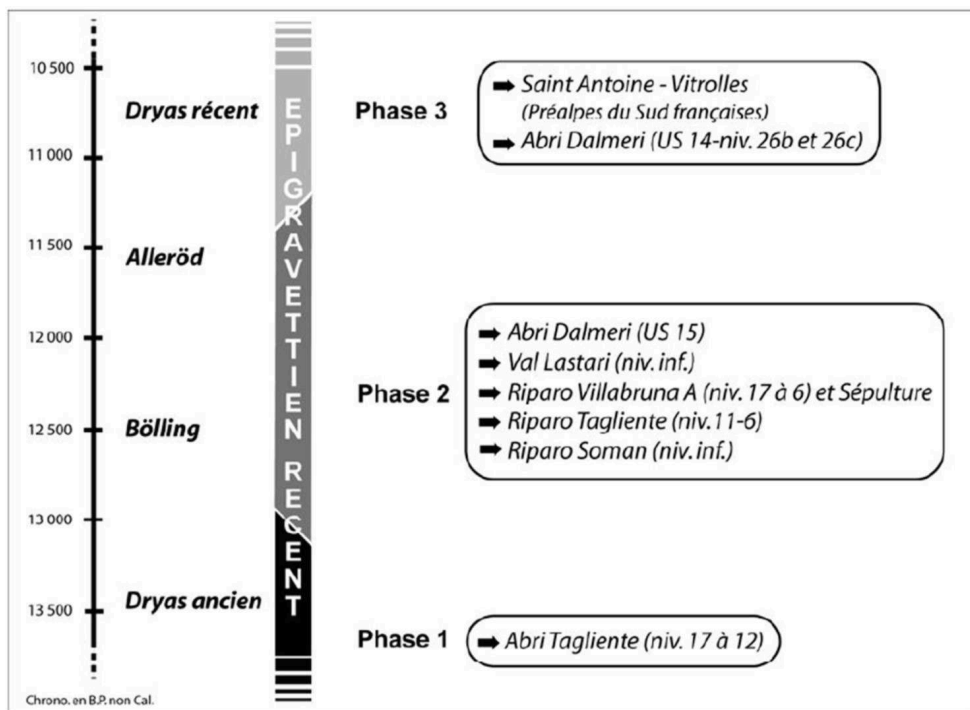 10 500
Dryas récent
11 000
11 500
Alleröd
12 000
12 500
Bölling
13 000
Dryas ancien
13 500
Chrono. en B.P. non Cal.
EPIGRAVETTIEN RECENT
Phase 3
➡ Saint Antoine - Vitrolles
(Préalpes du Sud françaises)
➡ Abri Dalmeri (US 14-niv. 26b et 26c)
Phase 2
➡ Abri Dalmeri (US 15)
➡ Val Lastari (niv. inf.)
➡ Riparo Villabruna A (niv. 17 à 6) et Sépulture
➡ Riparo Tagliente (niv. 11-6)
➡ Riparo Soman (niv. inf.)
Phase 1
➡ Abri Tagliente (niv. 17 à 12)